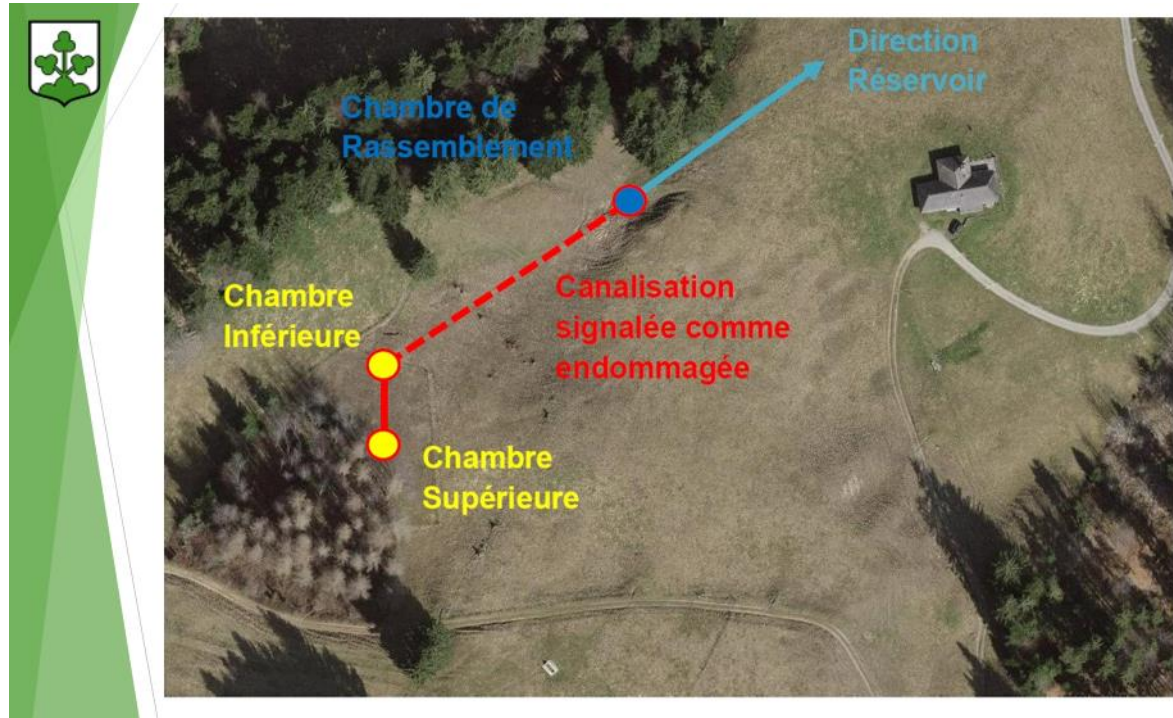 Direction
Réservoir
Chambre de
Rassemblement
Chambre
Inférieure
Canalisation
signalée comme
endommagée
Chambre
Supérieure